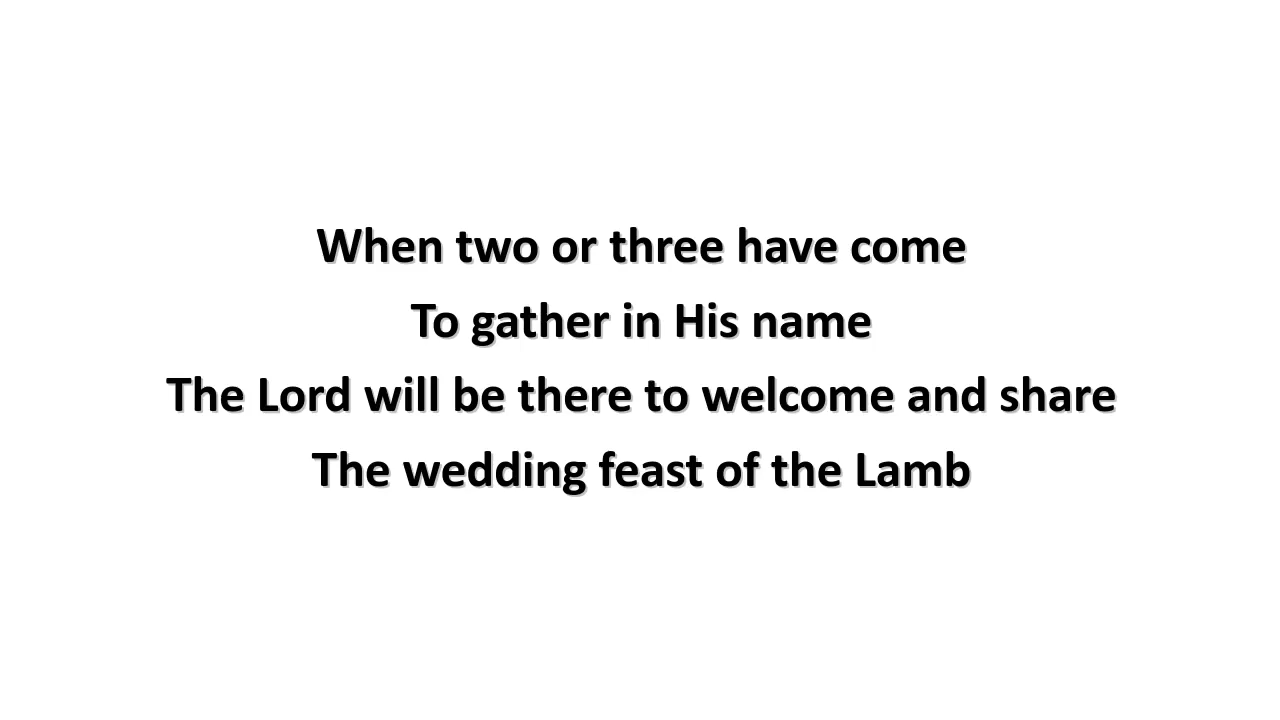 When two or three have come
To gather in His name
The Lord will be there to welcome and share
The wedding feast of the Lamb